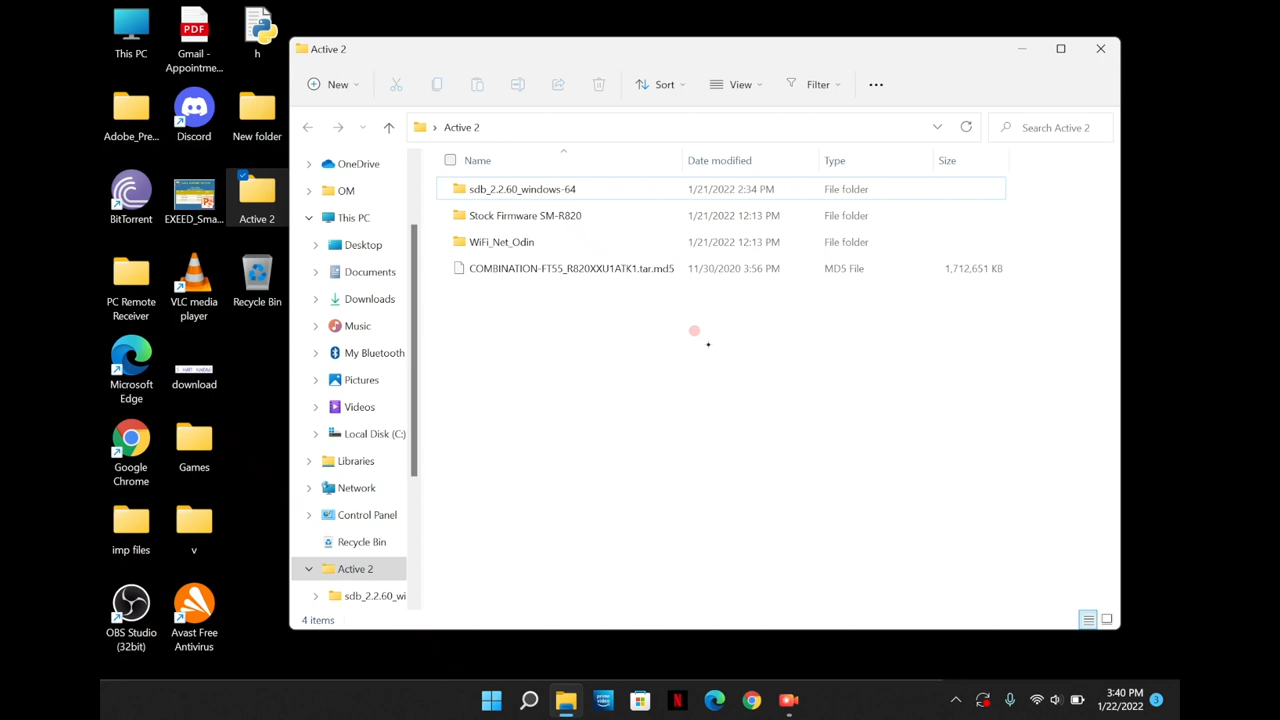 This PC
Gmail -
Appointme...
h
Adobe_Pre...
Discord
New folder
BitTorrent
EXEED_Sma...
Active 2
PC Remote
Receiver
VLC media
player
Recycle Bin
Microsoft
Edge
download
Google
Chrome
Games
imp files
v
OBS Studio
(32bit)
Avast Free
Antivirus
PDF
Active 2
New
Sort
View
Filter
Active 2
Search Active 2
OneDrive
OM
This PC
Desktop
Documents
Downloads
Music
My Bluetooth
Pictures
Videos
Local Disk (C:)
Libraries
Network
Control Panel
Recycle Bin
Active 2
sdb_2.2.60_wi
Name Date modified Type Size
sdb_2.2.60_windows-64 1/21/2022 2:34 PM File folder
Stock Firmware SM-R820 1/21/2022 12:13 PM File folder
WiFi_Net_Odin 1/21/2022 12:13 PM File folder
COMBINATION-FT55_R820XXU1ATK1.tar.md5 11/30/2020 3:56 PM MD5 File 1,712,651 KB
4 items
prime video
N
3:40 PM
1/22/2022
3